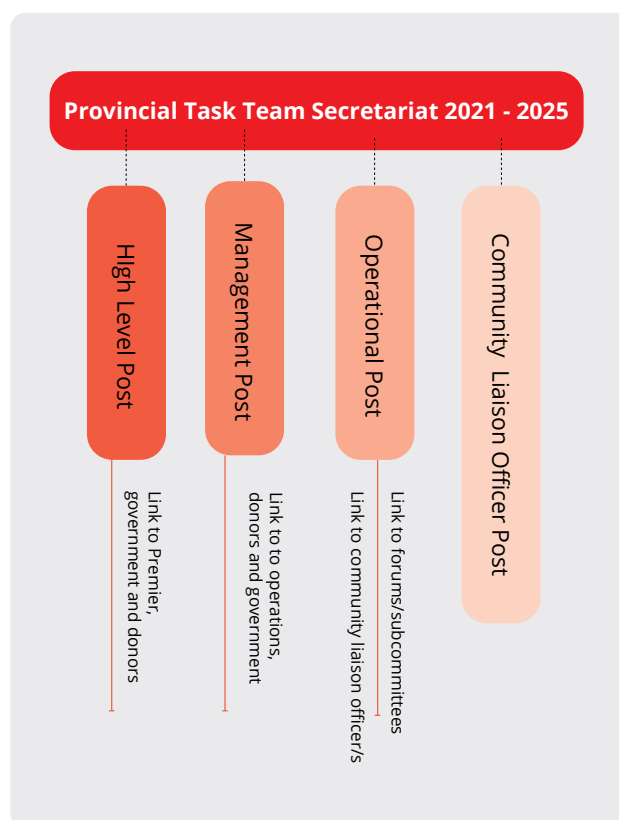 Provincial Task Team Secretariat 2021 - 2025
HIgh Level Post
Link to Premier,
government and donors
Management Post
Link to to operations,
donors and government
Operational Post
Link to forums/subcommittees
Link to community liaison officer/s
Community Liaison Officer Post